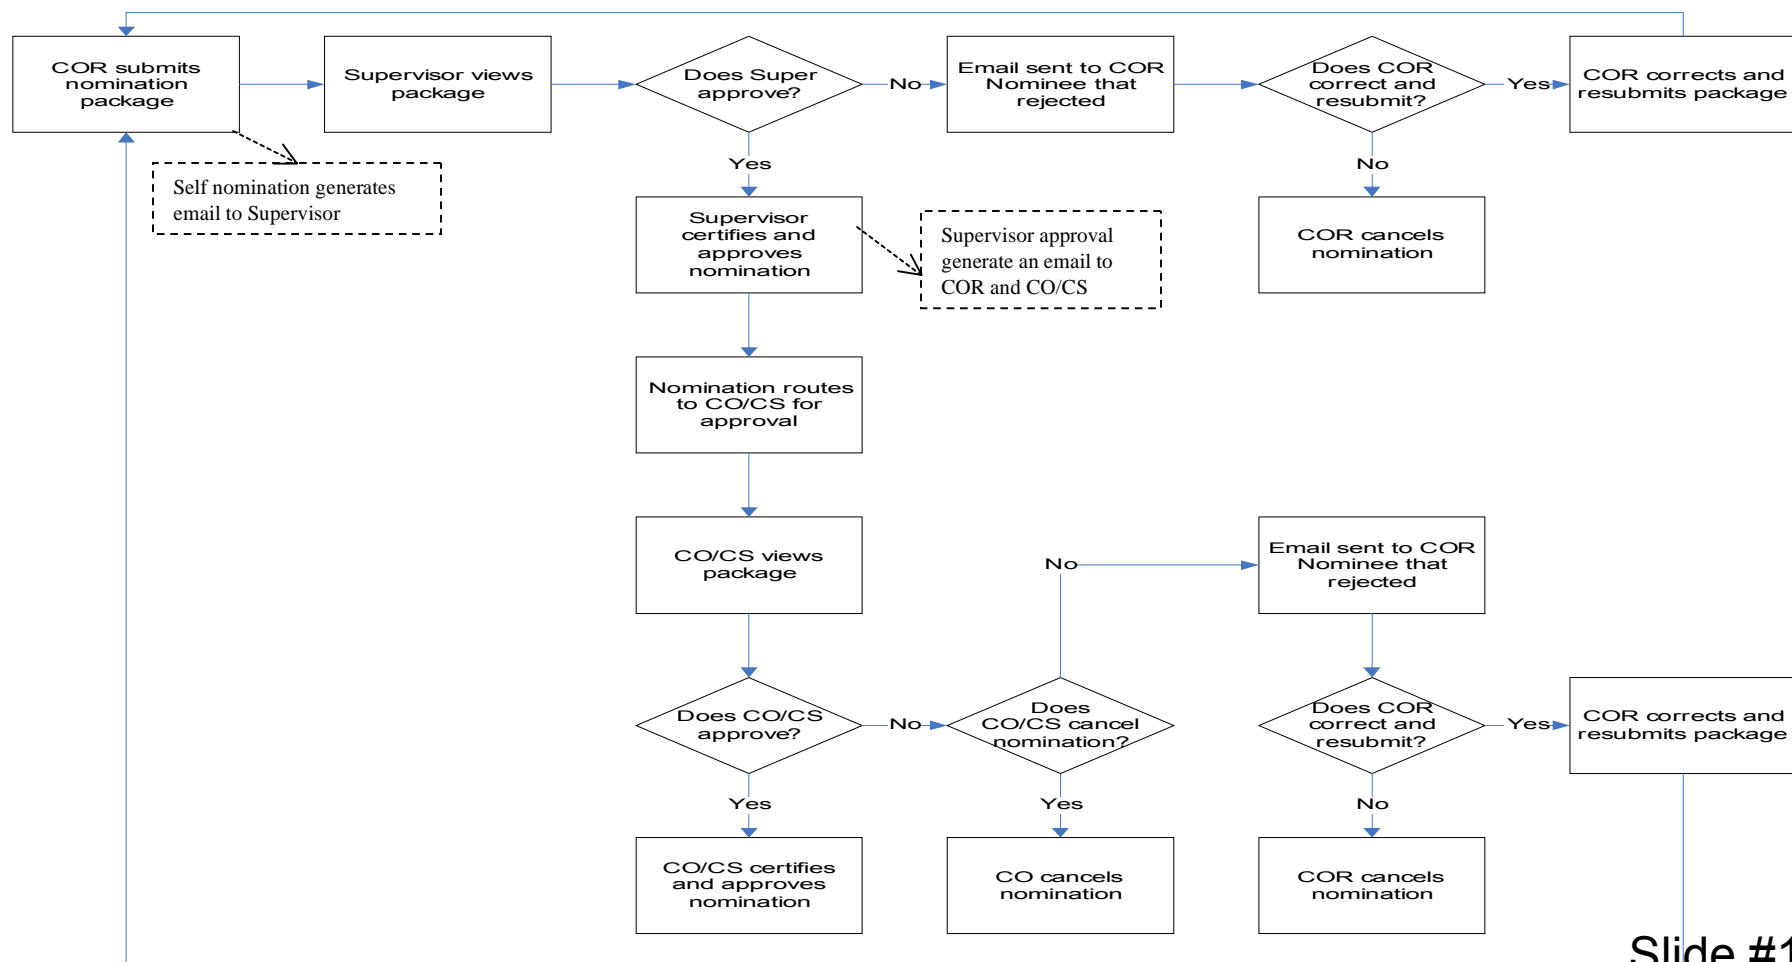 COR submits
nomination
package
Supervisor views
package
Does Super
approve?
No
Email sent to COR
Nominee that
rejected
Does COR
correct and
resubmit?
Yes
COR corrects and
resubmits package
Self nomination generates
email to Supervisor
Yes
No
Supervisor
certifies and
approves
nomination
Supervisor approval
generate an email to
COR and CO/CS
COR cancels
nomination
Nomination routes
to CO/CS for
approval
CO/CS views
package
No
Email sent to COR
Nominee that
rejected
Does CO/CS
approve?
No
Does
CO/CS cancel
nomination?
Does COR
correct and
resubmit?
Yes
COR corrects and
resubmits package
Yes
Yes
No
CO/CS certifies
and approves
nomination
CO cancels
nomination
COR cancels
nomination
Slide #1